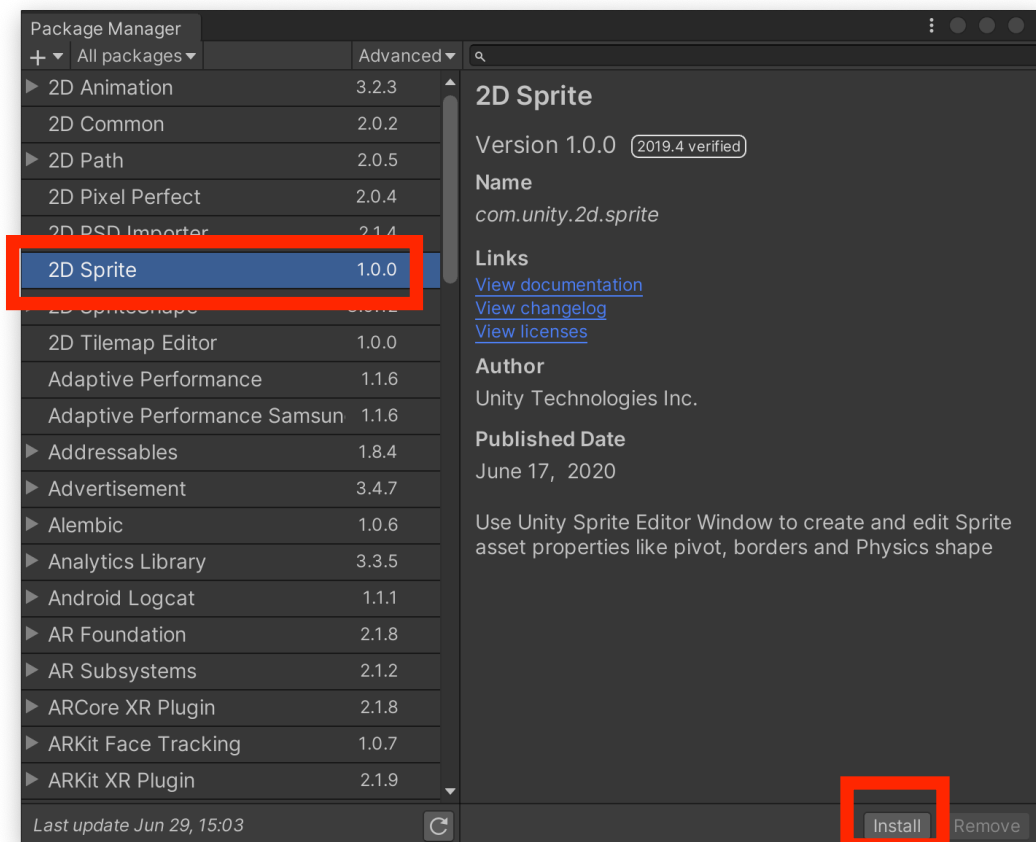 Package Manager
All packages
Advanced
2D Animation 3.2.3
2D Common 2.0.2
2D Path 2.0.5
2D Pixel Perfect 2.0.4
2D PSD Importer 2.1.4
2D Sprite 1.0.0
2D SpriteShape
2D Tilemap Editor 1.0.0
Adaptive Performance 1.1.6
Adaptive Performance Samsun 1.1.6
Addressables 1.8.4
Advertisement 3.4.7
Alembic 1.0.6
Analytics Library 3.3.5
Android Logcat 1.1.1
AR Foundation 2.1.8
AR Subsystems 2.1.2
ARCore XR Plugin 2.1.8
ARKit Face Tracking 1.0.7
ARKit XR Plugin 2.1.9
Last update Jun 29, 15:03
2D Sprite
Version 1.0.0 2019.4 verified
Name
com.unity.2d.sprite
Links
View documentation
View changelog
View licenses
Author
Unity Technologies Inc.
Published Date
June 17, 2020
Use Unity Sprite Editor Window to create and edit Sprite
asset properties like pivot, borders and Physics shape
Install Remove